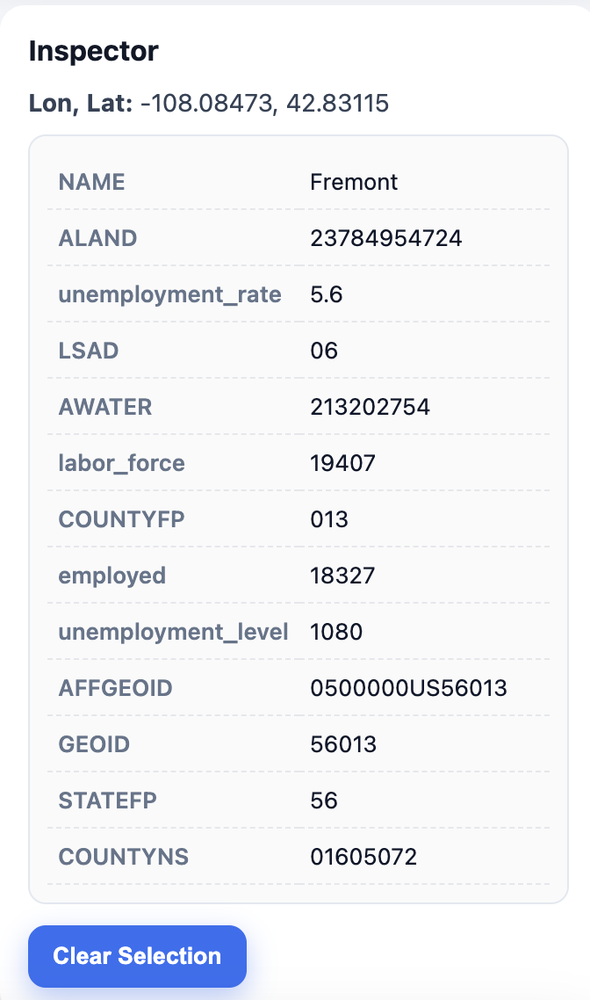 Inspector
Lon, Lat: -108.08473, 42.83115
NAME Fremont
ALAND 23784954724
unemployment_rate 5.6
LSAD 06
AWATER 213202754
labor_force 19407
COUNTYFP 013
employed 18327
unemployment_level 1080
AFFGEOID 0500000US56013
GEOID 56013
STATEFP 56
COUNTYNS 01605072
Clear Selection